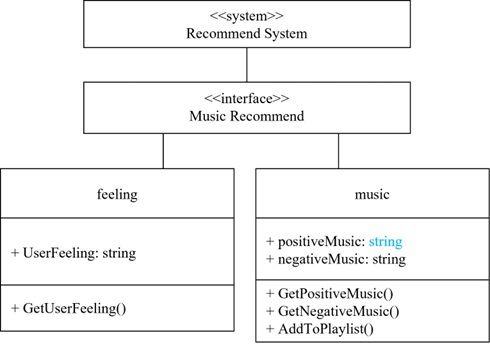 <<system>>
Recommend System
<<interface>>
Music Recommend
feeling
+ UserFeeling: string
+ GetUserFeeling()
music
+ positiveMusic: string
+ negativeMusic: string
+ GetPositiveMusic()
+ GetNegativeMusic()
+ AddToPlaylist()